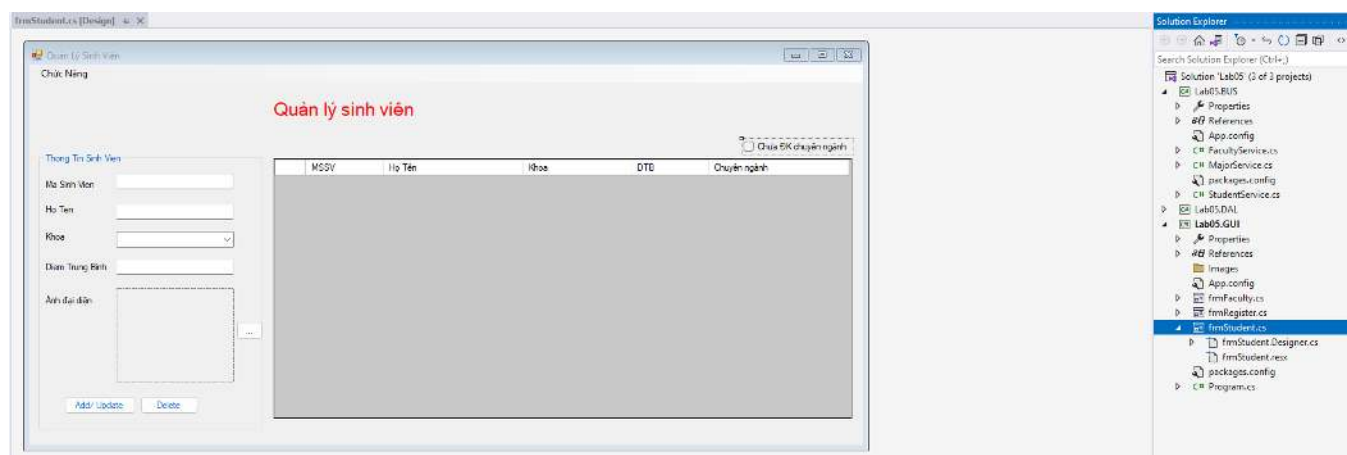 frmStudent.cs [Design]
Quản Lý Sinh Viên
Chức Năng
Quản lý sinh viên
Chưa ĐK chuyên ngành
Thong Tin Sinh Vien
MSSV Họ Tên Khoa DTB Chuyên ngành
Ma Sinh Vien
Ho Ten
Khoa
Diem Trung Binh
Ảnh đại diện
...
Add/ Update Delete
Solution Explorer
Search Solution Explorer (Ctrl+;)
Solution 'Lab05' (3 of 3 projects)
Lab05.BUS
Properties
References
App.config
C# FacultyService.cs
C# MajorService.cs
packages.config
C# StudentService.cs
Lab05.DAL
Lab05.GUI
Properties
References
Images
App.config
frmFaculty.cs
frmRegister.cs
frmStudent.cs
frmStudent.Designer.cs
frmStudent.resx
packages.config
C# Program.cs